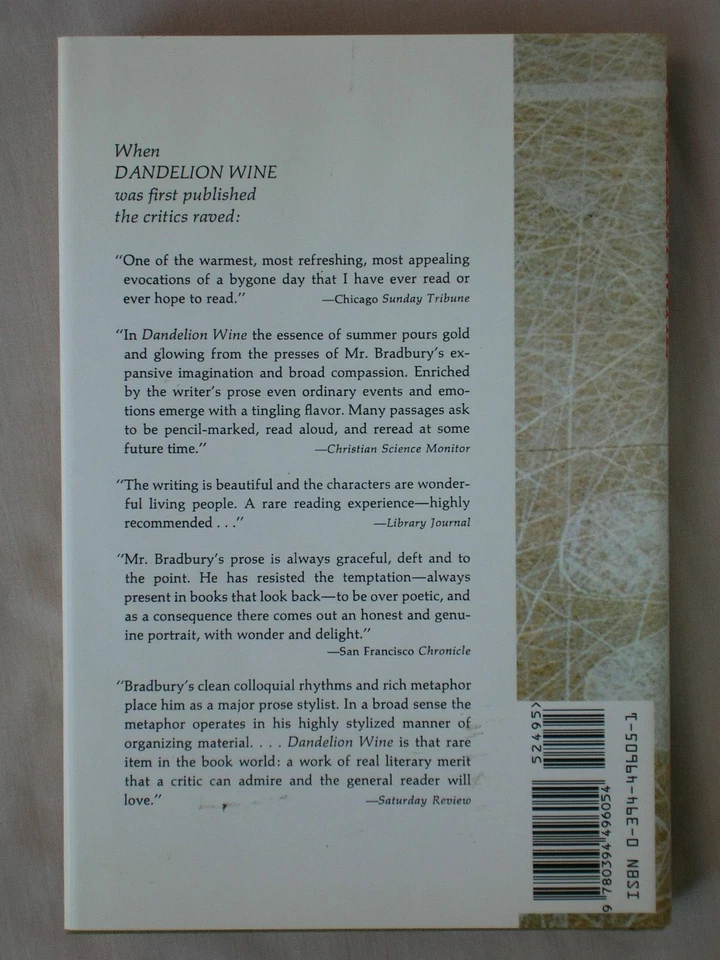 When
DANDELION WINE
was first published
the critics raved:
“One of the warmest, most refreshing, most appealing
evocations of a bygone day that I have ever read or
ever hope to read.” —Chicago Sunday Tribune
“In Dandelion Wine the essence of summer pours gold
and glowing from the presses of Mr. Bradbury’s ex-
pansive imagination and broad compassion. Enriched
by the writer’s prose even ordinary events and emo-
tions emerge with a tingling flavor. Many passages ask
to be pencil-marked, read aloud, and reread at some
future time.” —Christian Science Monitor
“The writing is beautiful and the characters are wonder-
ful living people. A rare reading experience—highly
recommended . . .” —Library Journal
“Mr. Bradbury’s prose is always graceful, deft and to
the point. He has resisted the temptation—always
present in books that look back—to be over poetic, and
as a consequence there comes out an honest and genu-
ine portrait, with wonder and delight.”
—San Francisco Chronicle
“Bradbury’s clean colloquial rhythms and rich metaphor
place him as a major prose stylist. In a broad sense the
metaphor operates in his highly stylized manner of
organizing material. . . . Dandelion Wine is that rare
item in the book world: a work of real literary merit
that a critic can admire and the general reader will
love.” —Saturday Review
52495>
9 780394 496054
ISBN 0-394-49605-1